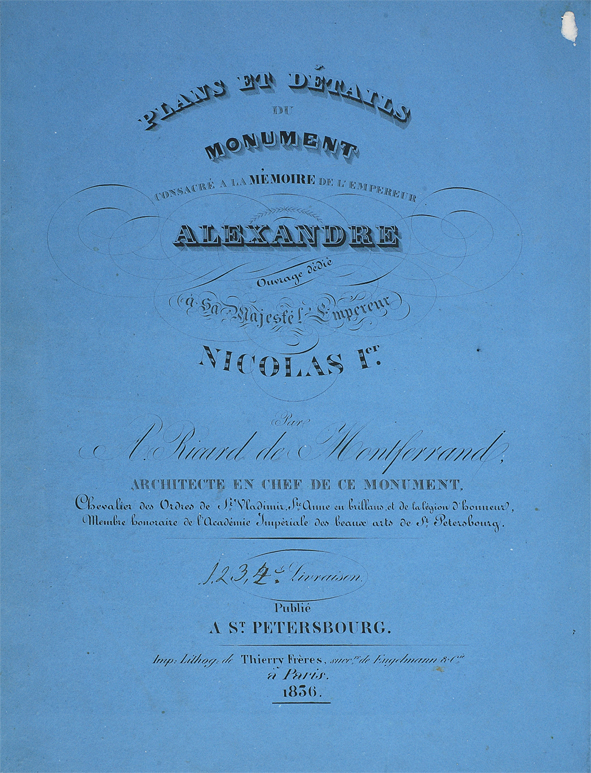 PLANS ET DÉTAILS
DU
MONUMENT
CONSACRÉ A LA MÉMOIRE DE L'EMPEREUR
ALEXANDRE
Ouvrage dédié
à Sa Majesté l'Empereur
NICOLAS Ier.
Par
A. Ricard de Montferrand,
ARCHITECTE EN CHEF DE CE MONUMENT,
Chevalier des Ordres de St. Vladimir, Ste. Anne en brillans, et de la légion d'honneur,
Membre honoraire de l'Académie Impériale des beaux arts de St. Petersbourg.
1, 2, 3, 4e. Livraison
Publié
A ST. PETERSBOURG.
Imp: Lithog: de Thierry Frères, succrs. de Engelmann & Cie.
à Paris.
1836.